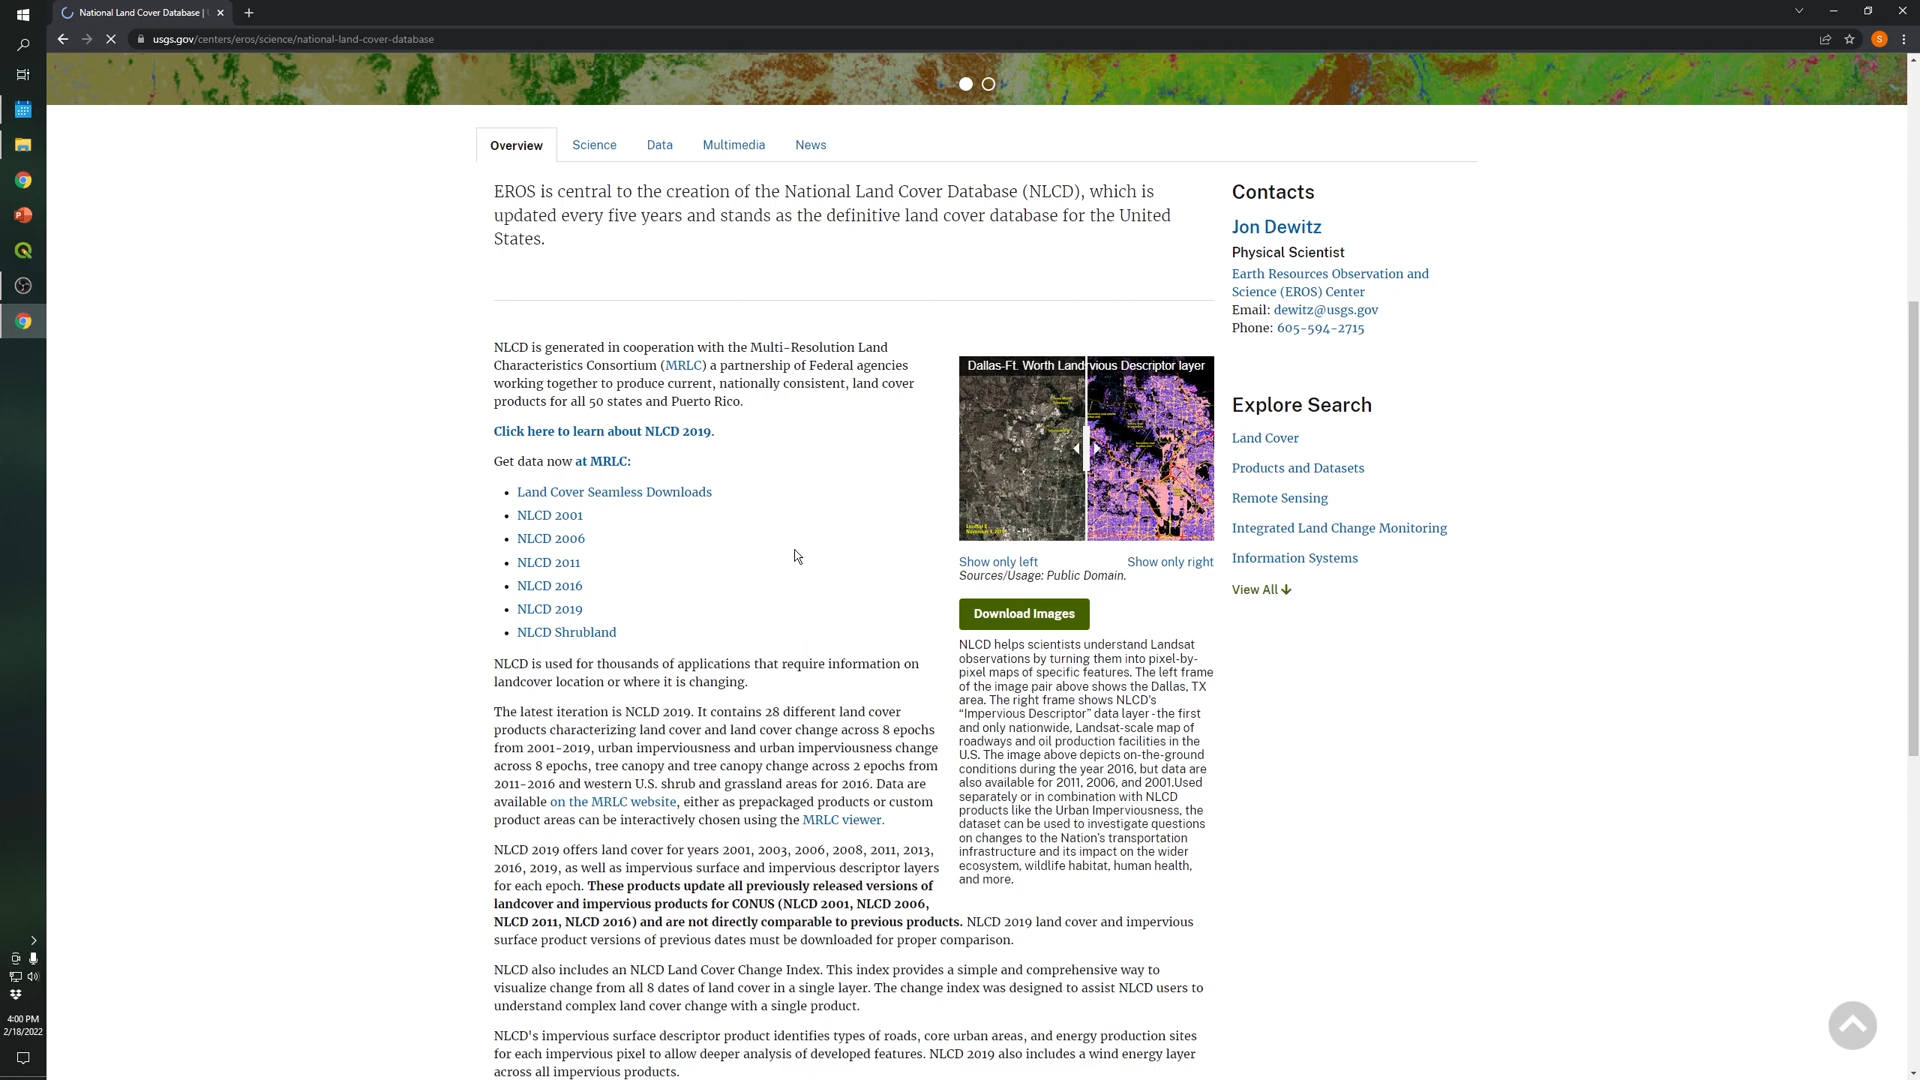 National Land Cover Database |
usgs.gov/centers/eros/science/national-land-cover-database
S
Overview
Science
Data
Multimedia
News
EROS is central to the creation of the National Land Cover Database (NLCD), which is
updated every five years and stands as the definitive land cover database for the United
States.
Contacts
Jon Dewitz
Physical Scientist
Earth Resources Observation and
Science (EROS) Center
Email: dewitz@usgs.gov
Phone: 605-594-2715
NLCD is generated in cooperation with the Multi-Resolution Land
Characteristics Consortium (MRLC) a partnership of Federal agencies
working together to produce current, nationally consistent, land cover
products for all 50 states and Puerto Rico.
Click here to learn about NLCD 2019.
Get data now at MRLC:
• Land Cover Seamless Downloads
• NLCD 2001
• NLCD 2006
• NLCD 2011
• NLCD 2016
• NLCD 2019
• NLCD Shrubland
Dallas-Ft. Worth Landrvious Descriptor layer
Show only left
Show only right
Sources/Usage: Public Domain.
Download Images
NLCD helps scientists understand Landsat
observations by turning them into pixel-by-
pixel maps of specific features. The left frame
of the image pair above shows the Dallas, TX
area. The right frame shows NLCD's
“Impervious Descriptor” data layer - the first
and only nationwide, Landsat-scale map of
roadways and oil production facilities in the
U.S. The image above depicts on-the-ground
conditions during the year 2016, but data are
also available for 2011, 2006, and 2001.Used
separately or in combination with NLCD
products like the Urban Imperviousness, the
dataset can be used to investigate questions
on changes to the Nation's transportation
infrastructure and its impact on the wider
ecosystem, wildlife habitat, human health,
and more.
Explore Search
Land Cover
Products and Datasets
Remote Sensing
Integrated Land Change Monitoring
Information Systems
View All
NLCD is used for thousands of applications that require information on
landcover location or where it is changing.
The latest iteration is NCLD 2019. It contains 28 different land cover
products characterizing land cover and land cover change across 8 epochs
from 2001-2019, urban imperviousness and urban imperviousness change
across 8 epochs, tree canopy and tree canopy change across 2 epochs from
2011-2016 and western U.S. shrub and grassland areas for 2016. Data are
available on the MRLC website, either as prepackaged products or custom
product areas can be interactively chosen using the MRLC viewer.
NLCD 2019 offers land cover for years 2001, 2003, 2006, 2008, 2011, 2013,
2016, 2019, as well as impervious surface and impervious descriptor layers
for each epoch. These products update all previously released versions of
landcover and impervious products for CONUS (NLCD 2001, NLCD 2006,
NLCD 2011, NLCD 2016) and are not directly comparable to previous products. NLCD 2019 land cover and impervious
surface product versions of previous dates must be downloaded for proper comparison.
NLCD also includes an NLCD Land Cover Change Index. This index provides a simple and comprehensive way to
visualize change from all 8 dates of land cover in a single layer. The change index was designed to assist NLCD users to
understand complex land cover change with a single product.
NLCD's impervious surface descriptor product identifies types of roads, core urban areas, and energy production sites
for each impervious pixel to allow deeper analysis of developed features. NLCD 2019 also includes a wind energy layer
across all impervious products.
4:00 PM
2/18/2022